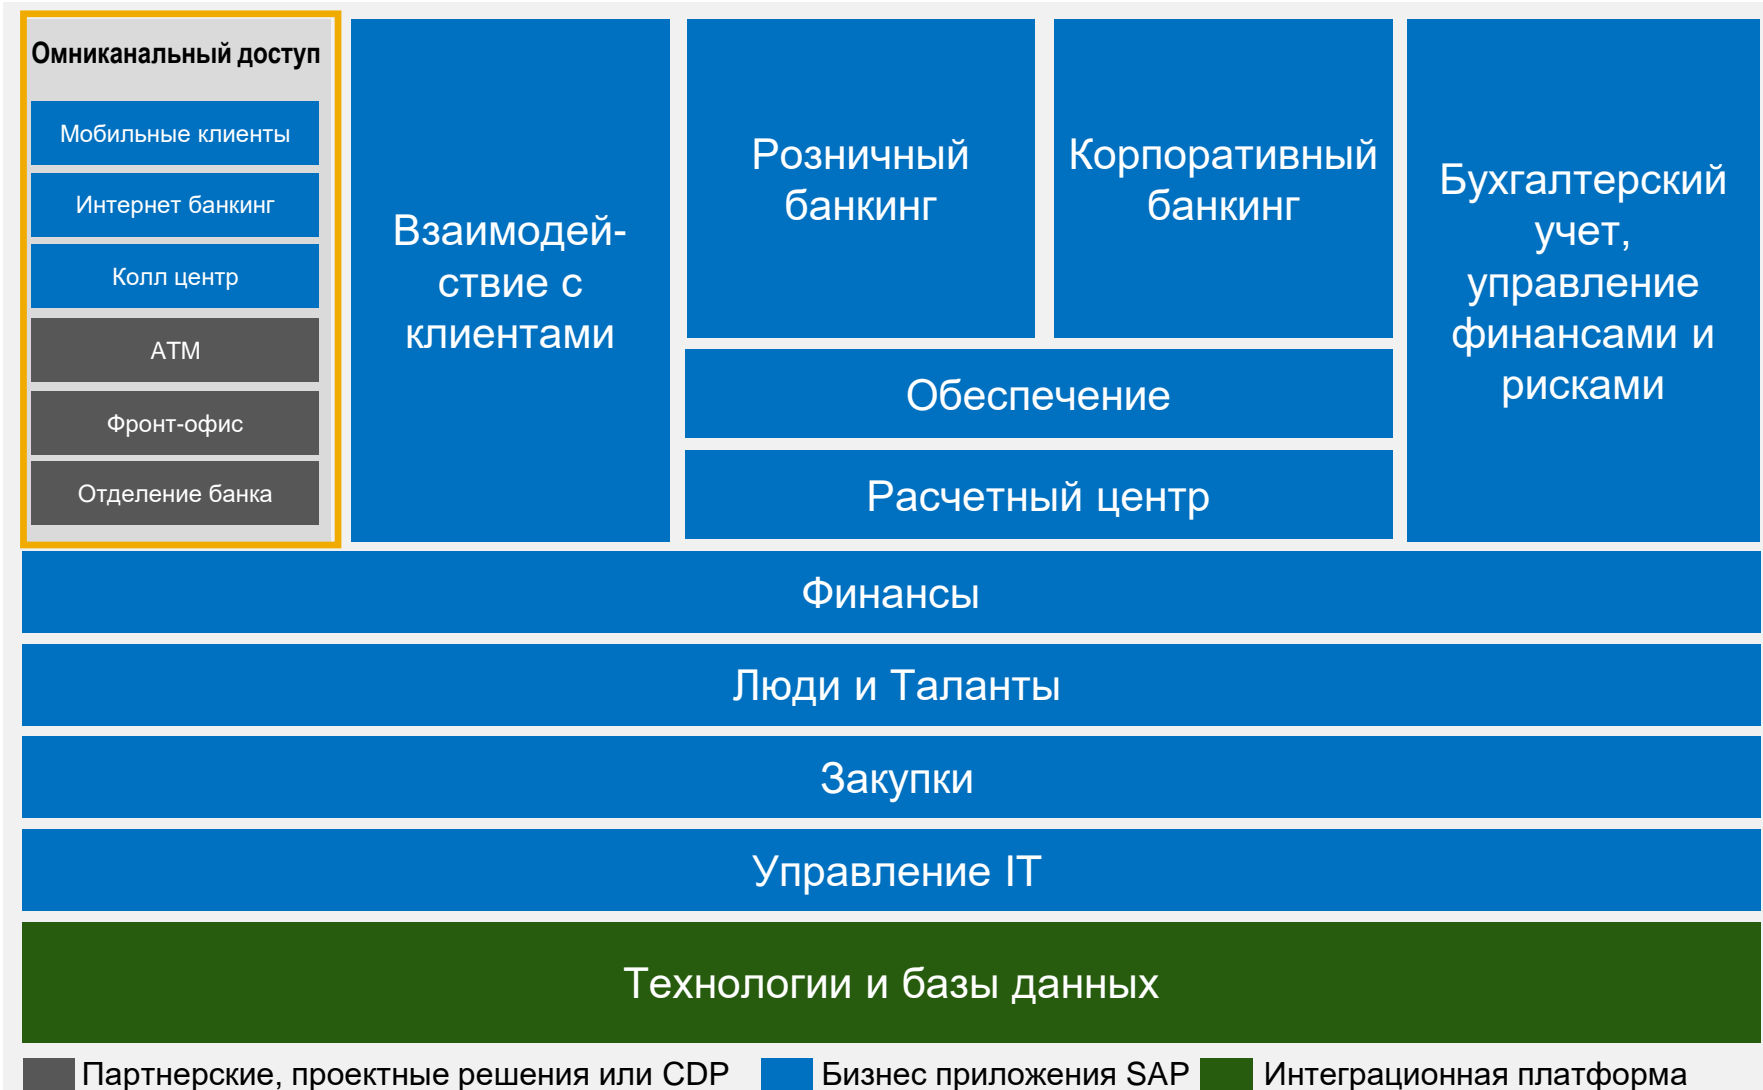 Омниканальный доступ
Мобильные клиенты
Интернет банкинг
Колл центр
ATM
Фронт-офис
Отделение банка
Взаимодей-
ствие с
клиентами
Розничный
банкинг
Корпоративный
банкинг
Обеспечение
Расчетный центр
Бухгалтерский
учет,
управление
финансами и
рисками
Финансы
Люди и Таланты
Закупки
Управление IT
Технологии и базы данных
Партнерские, проектные решения или CDP
Бизнес приложения SAP
Интеграционная платформа